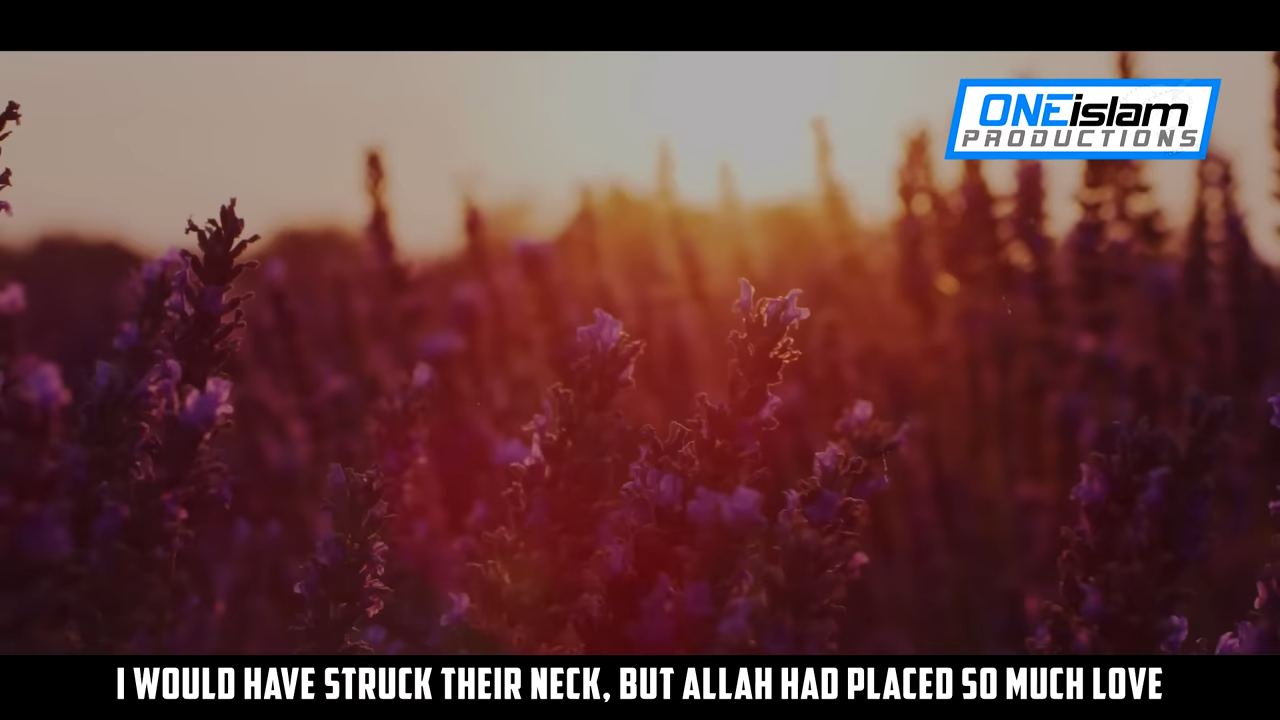 ONEislam
PRODUCTIONS
I WOULD HAVE STRUCK THEIR NECK, BUT ALLAH HAD PLACED SO MUCH LOVE